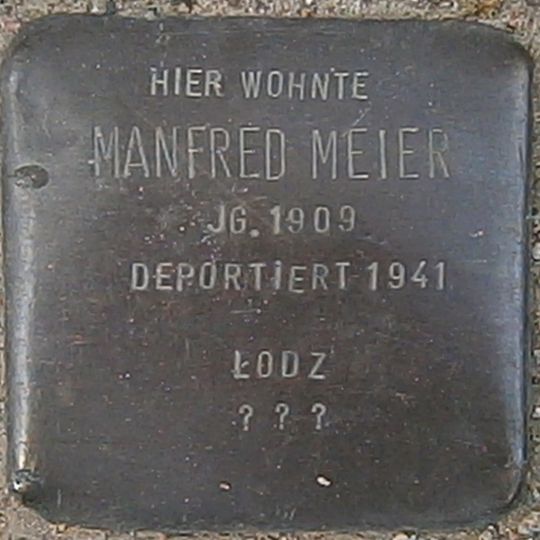 HIER WOHNTE
MANFRED MEIER
JG. 1909
DEPORTIERT 1941
ŁODZ
? ? ?